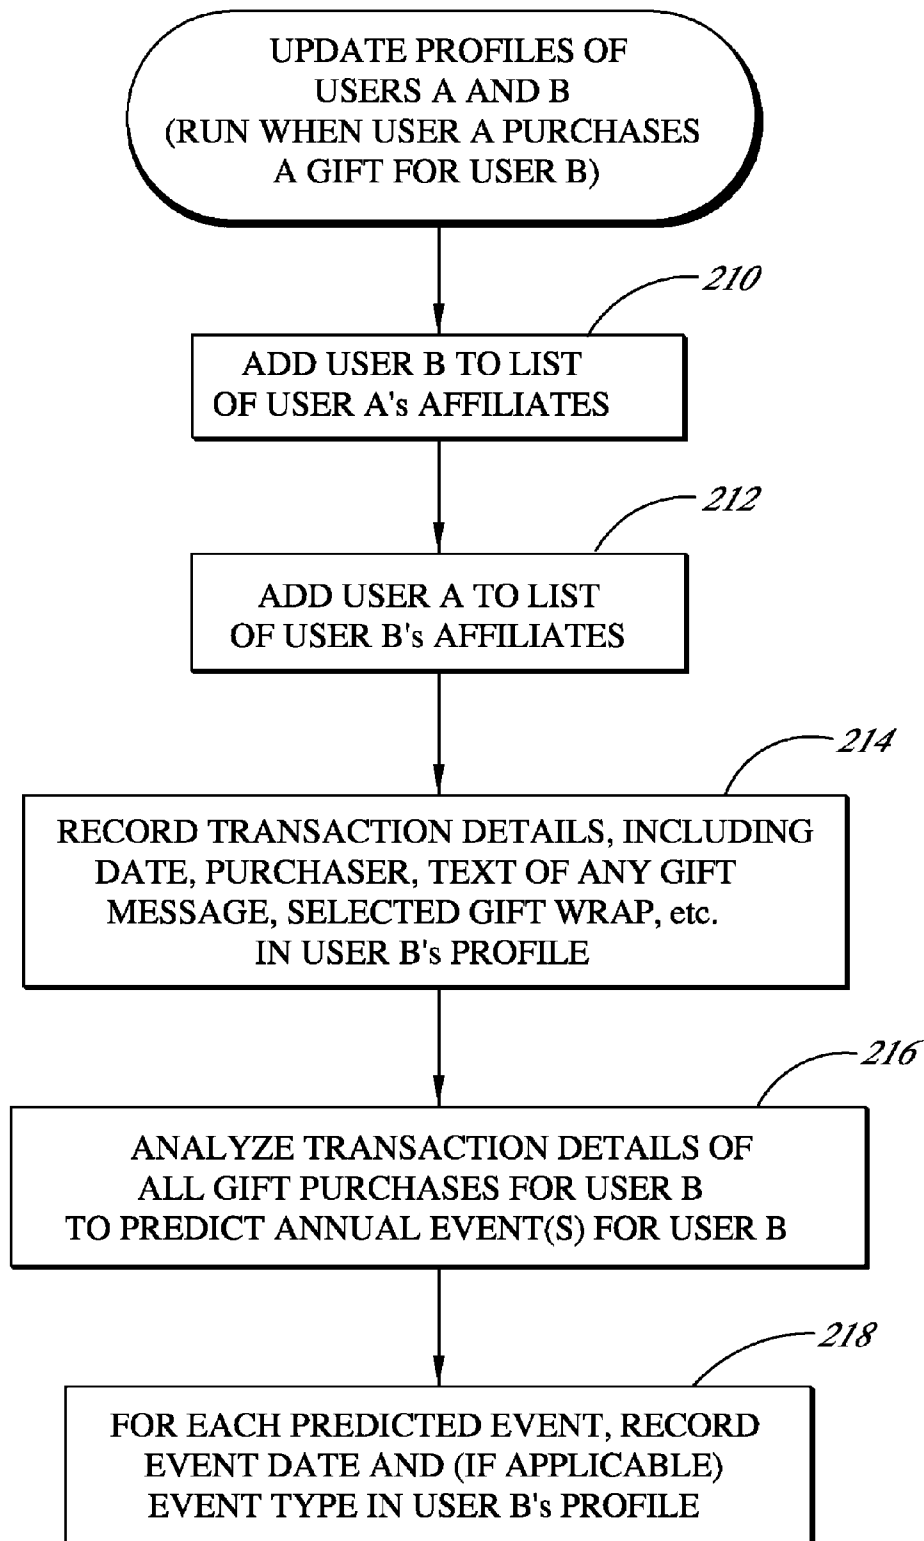 UPDATE PROFILES OF
USERS A AND B
(RUN WHEN USER A PURCHASES
A GIFT FOR USER B)
210
ADD USER B TO LIST
OF USER A's AFFILIATES
212
ADD USER A TO LIST
OF USER B's AFFILIATES
214
RECORD TRANSACTION DETAILS, INCLUDING
DATE, PURCHASER, TEXT OF ANY GIFT
MESSAGE, SELECTED GIFT WRAP, etc.
IN USER B's PROFILE
216
ANALYZE TRANSACTION DETAILS OF
ALL GIFT PURCHASES FOR USER B
TO PREDICT ANNUAL EVENT(S) FOR USER B
218
FOR EACH PREDICTED EVENT, RECORD
EVENT DATE AND (IF APPLICABLE)
EVENT TYPE IN USER B's PROFILE